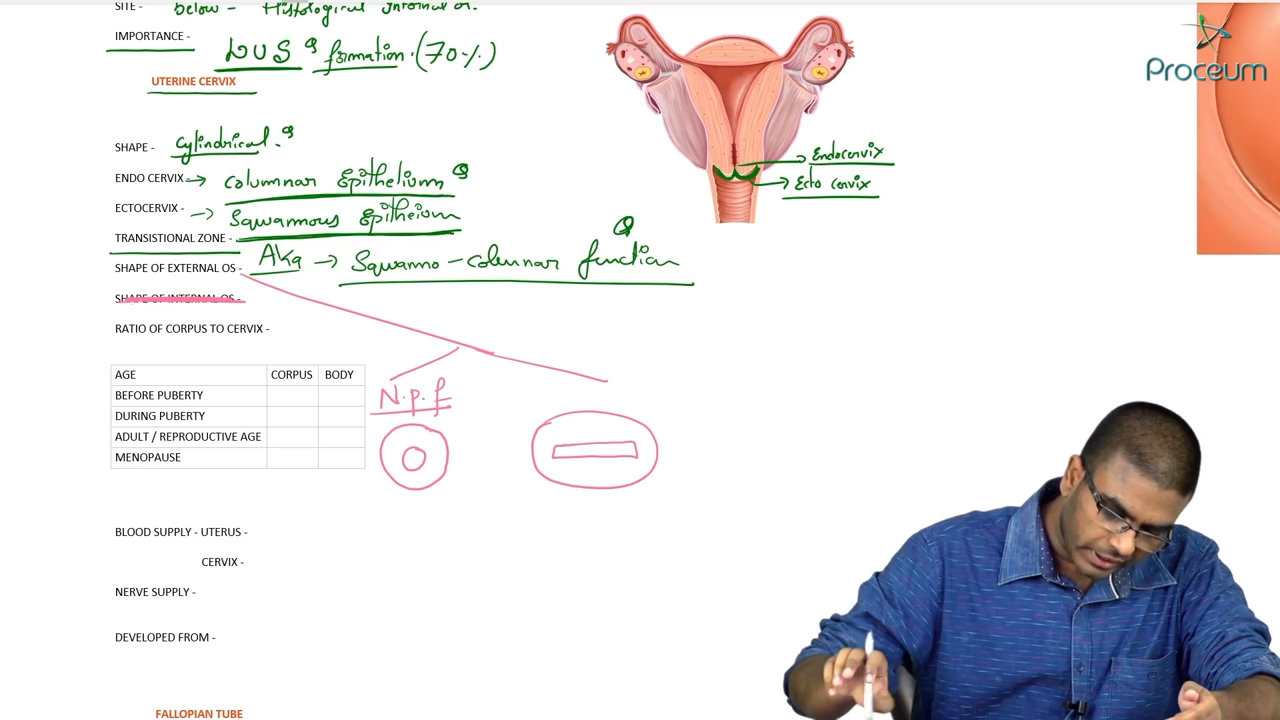 SITE - below - Histological internal os.
IMPORTANCE -
LUS Q formation. (70%)
UTERINE CERVIX
SHAPE - cylindrical. Q
ENDO CERVIX -> columnar Epithelium Q
ECTOCERVIX - -> Squamous Epitheium
TRANSISTIONAL ZONE -
Aka -> Squamo - columnar function Q
SHAPE OF EXTERNAL OS -
SHAPE OF INTERNAL OS -
RATIO OF CORPUS TO CERVIX -
AGE CORPUS BODY
BEFORE PUBERTY
DURING PUBERTY
ADULT / REPRODUCTIVE AGE
MENOPAUSE
N.p.f
BLOOD SUPPLY - UTERUS -
CERVIX -
NERVE SUPPLY -
DEVELOPED FROM -
FALLOPIAN TUBE
Endocervix
Ecto cervix
Proceum